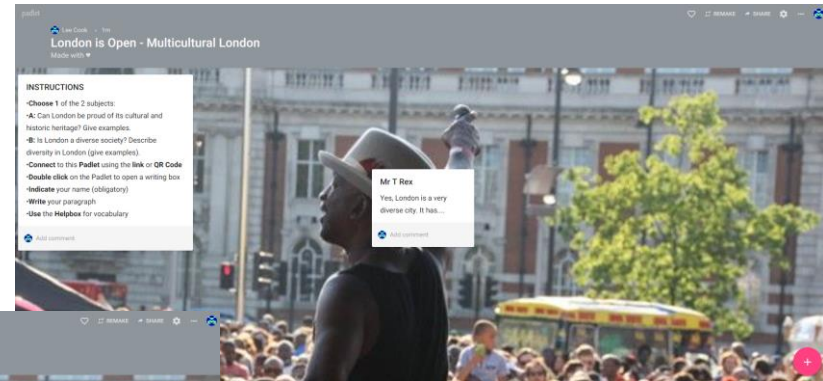 padlet
REMAKE SHARE
Lee Cook · 1m
London is Open - Multicultural London
Made with ♥
INSTRUCTIONS
-Choose 1 of the 2 subjects:
-A: Can London be proud of its cultural and
historic heritage? Give examples.
-B: Is London a diverse society? Describe
diversity in London (give examples).
-Connect to this Padlet using the link or QR Code
-Double click on the Padlet to open a writing box
-Indicate your name (obligatory)
-Write your paragraph
-Use the Helpbox for vocabulary
Add comment
Mr T Rex
Yes, London is a very
diverse city. It has....
Add comment
REMAKE SHARE